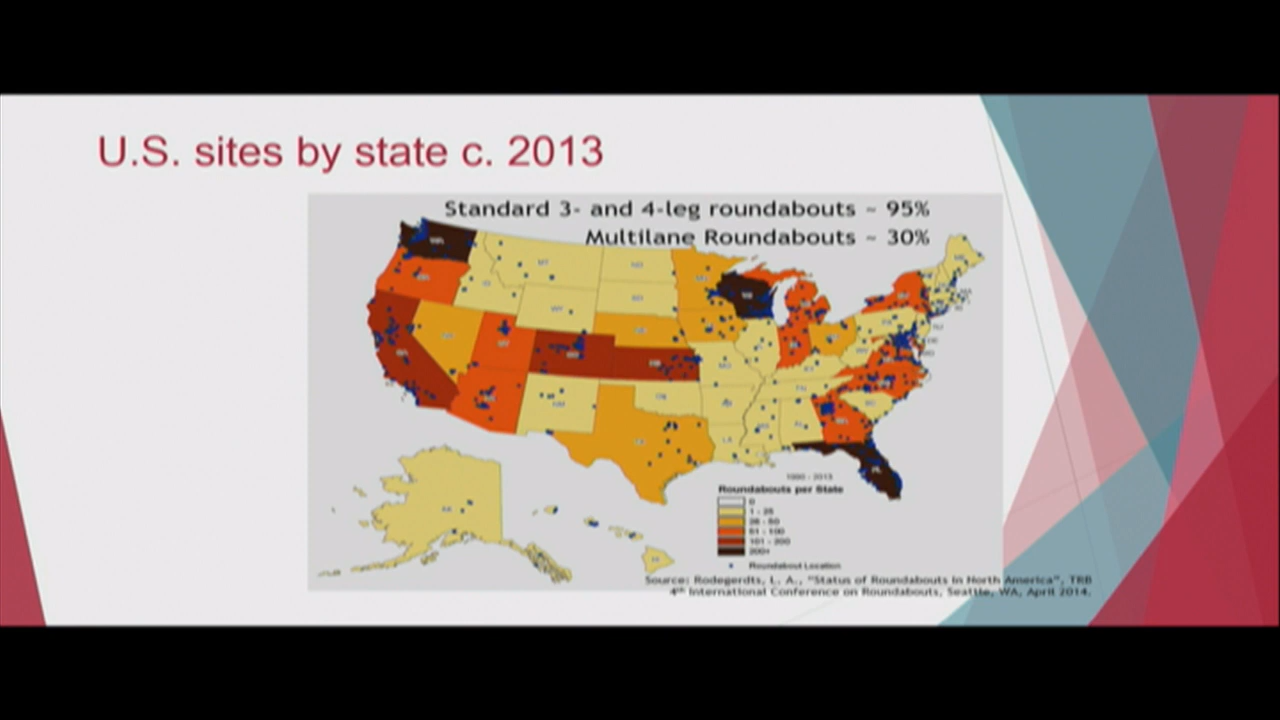 U.S. sites by state c. 2013
Standard 3- and 4-leg roundabouts ~ 95%
Multilane Roundabouts ~ 30%
1990 - 2013
Roundabouts per State
0
1 - 25
26 - 50
51 - 100
101 - 200
200+
Roundabout Location
Source: Rodegerdts, L. A., "Status of Roundabouts in North America", TRB
4th International Conference on Roundabouts, Seattle, WA, April 2014.